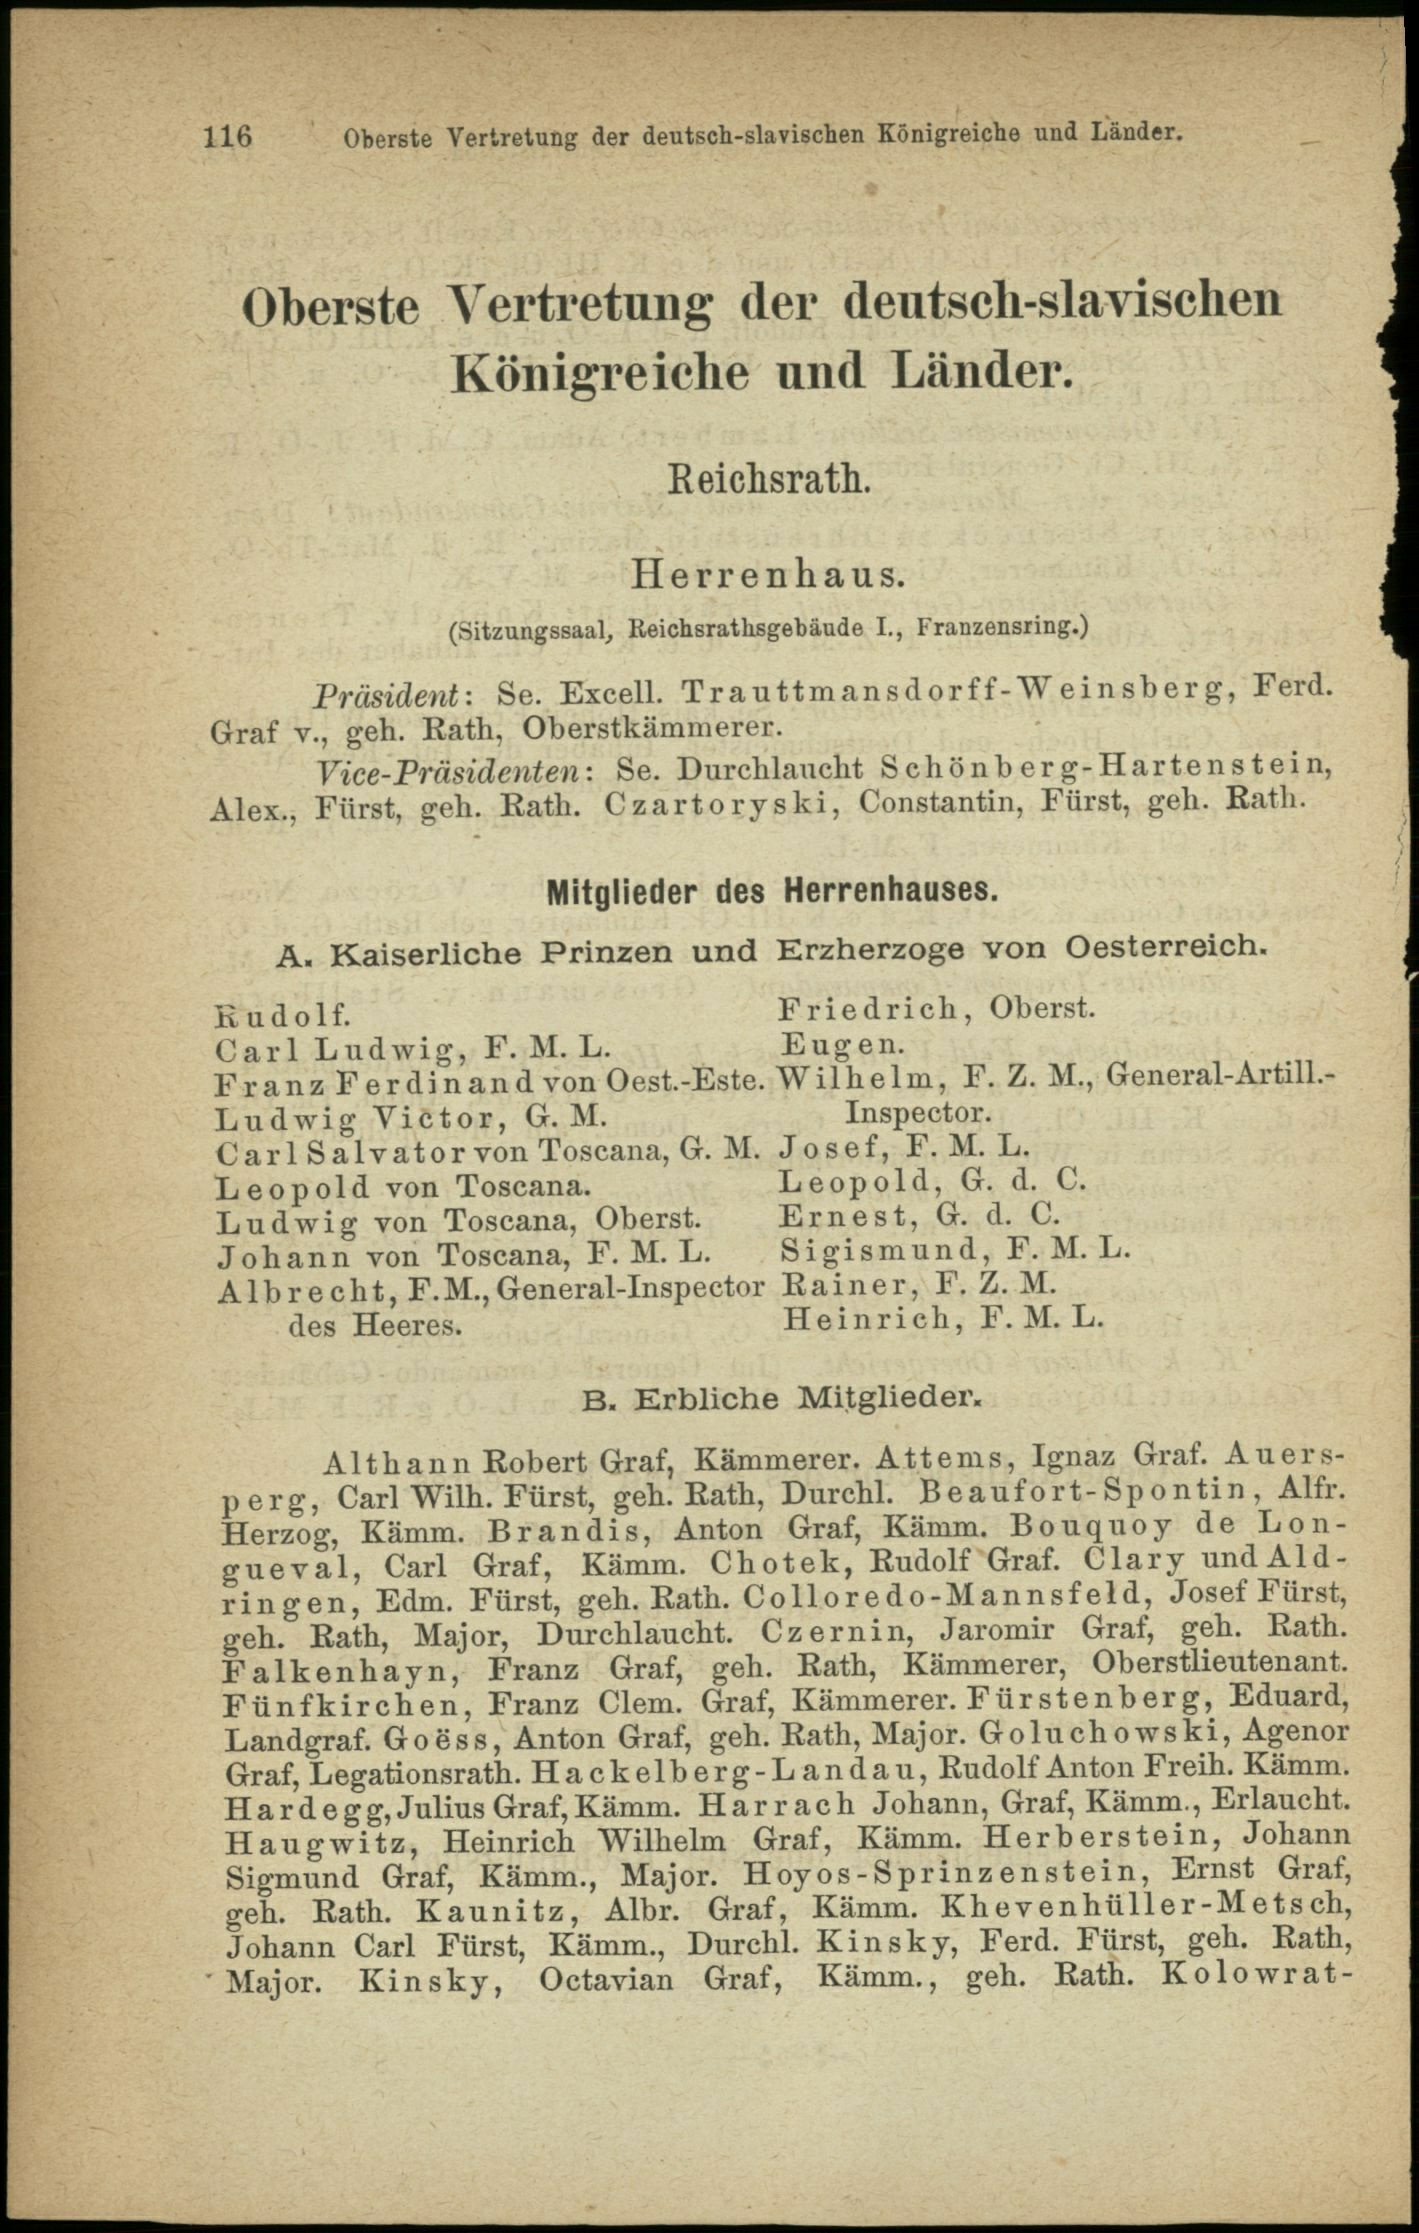 116 Oberste Vertretung der deutsch-slavischen Königreiche und Länder.
Oberste Vertretung der deutsch-slavischen
Königreiche und Länder.
Reichsrath.
Herrenhaus.
(Sitzungssaal, Reichsrathsgebäude I., Franzensring.)
Präsident: Se. Excell. Trauttmansdorff-Weinsberg, Ferd.
Graf v., geh. Rath, Oberstkämmerer.
Vice-Präsidenten: Se. Durchlaucht Schönberg-Hartenstein,
Alex., Fürst, geh. Rath. Czartoryski, Constantin, Fürst, geh. Rath.
Mitglieder des Herrenhauses.
A. Kaiserliche Prinzen und Erzherzoge von Oesterreich.
Rudolf.
Carl Ludwig, F. M. L.
Franz Ferdinand von Oest.-Este.
Ludwig Victor, G. M.
Carl Salvator von Toscana, G. M.
Leopold von Toscana.
Ludwig von Toscana, Oberst.
Johann von Toscana, F. M. L.
Albrecht, F.M., General-Inspector
des Heeres.
Friedrich, Oberst.
Eugen.
Wilhelm, F. Z. M., General-Artill.-
Inspector.
Josef, F. M. L.
Leopold, G. d. C.
Ernest, G. d. C.
Sigismund, F. M. L.
Rainer, F. Z. M.
Heinrich, F. M. L.
B. Erbliche Mitglieder.
Althann Robert Graf, Kämmerer. Attems, Ignaz Graf. Auers-
perg, Carl Wilh. Fürst, geh. Rath, Durchl. Beaufort-Spontin, Alfr.
Herzog, Kämm. Brandis, Anton Graf, Kämm. Bouquoy de Lon-
gueval, Carl Graf, Kämm. Chotek, Rudolf Graf. Clary und Ald-
ringen, Edm. Fürst, geh. Rath. Colloredo-Mannsfeld, Josef Fürst,
geh. Rath, Major, Durchlaucht. Czernin, Jaromir Graf, geh. Rath.
Falkenhayn, Franz Graf, geh. Rath, Kämmerer, Oberstlieutenant.
Fünfkirchen, Franz Clem. Graf, Kämmerer. Fürstenberg, Eduard,
Landgraf. Goëss, Anton Graf, geh. Rath, Major. Goluchowski, Agenor
Graf, Legationsrath. Hackelberg-Landau, Rudolf Anton Freih. Kämm.
Hardegg, Julius Graf, Kämm. Harrach Johann, Graf, Kämm., Erlaucht.
Haugwitz, Heinrich Wilhelm Graf, Kämm. Herberstein, Johann
Sigmund Graf, Kämm., Major. Hoyos-Sprinzenstein, Ernst Graf,
geh. Rath. Kaunitz, Albr. Graf, Kämm. Khevenhüller-Metsch,
Johann Carl Fürst, Kämm., Durchl. Kinsky, Ferd. Fürst, geh. Rath,
Major. Kinsky, Octavian Graf, Kämm., geh. Rath. Kolowrat-